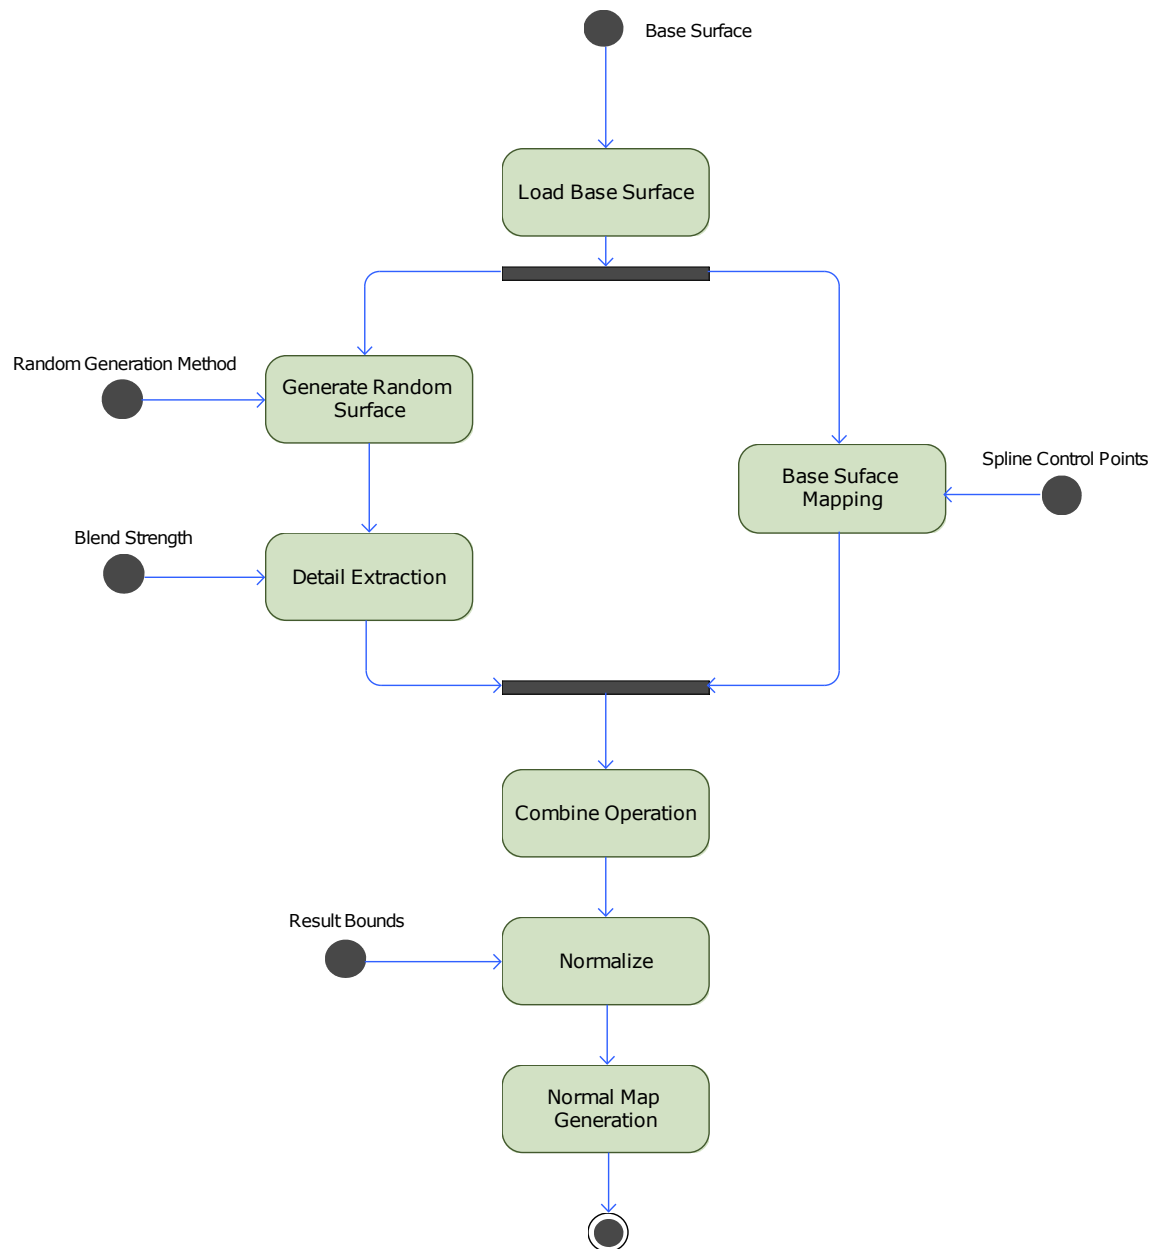 Base Surface
Load Base Surface
Random Generation Method
Generate Random
Surface
Base Suface
Mapping
Spline Control Points
Blend Strength
Detail Extraction
Combine Operation
Result Bounds
Normalize
Normal Map
Generation